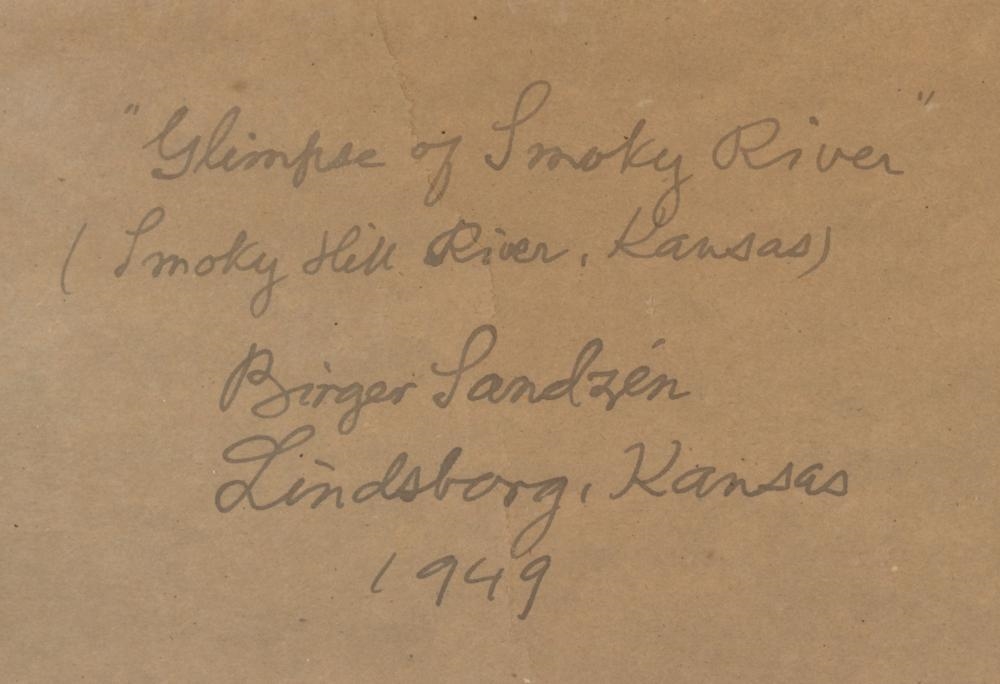 "Glimpse of Smoky River"
(Smoky Hill River, Kansas)
Birger Sandzén
Lindsborg, Kansas
1949